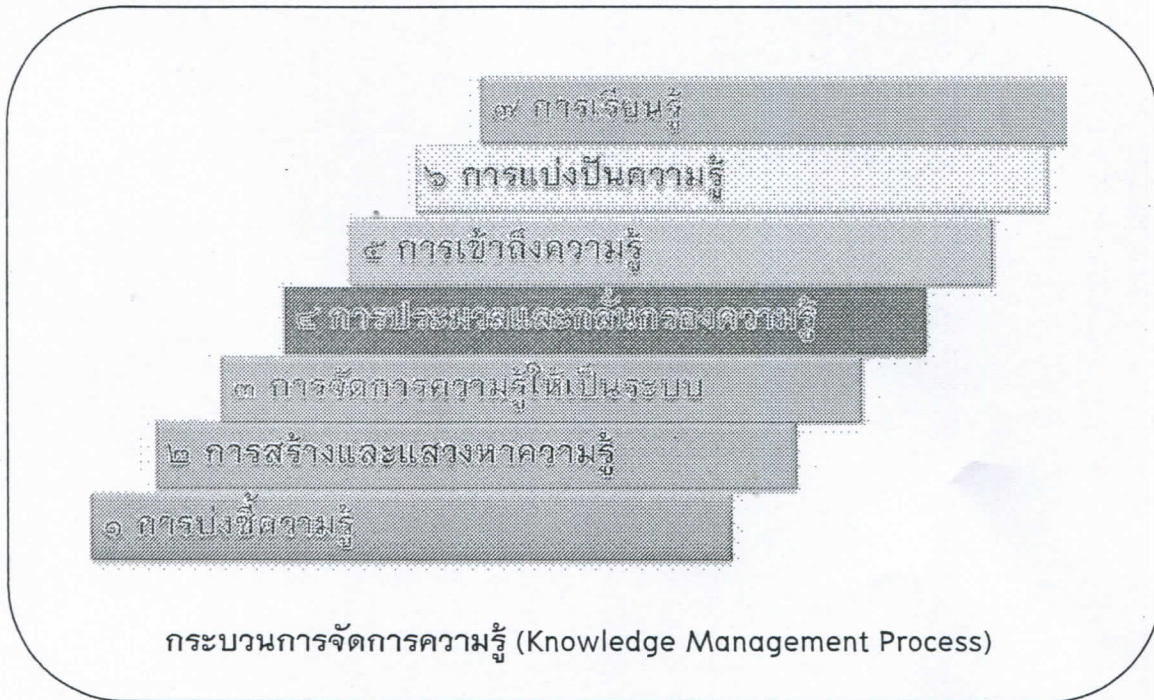 ๗ การเรียนรู้
๖ การแบ่งปันความรู้
๕ การเข้าถึงความรู้
๔ การประมวลและกลั่นกรองความรู้
๓ การจัดการความรู้ให้เป็นระบบ
๒ การสร้างและแสวงหาความรู้
๑ การบ่งชี้ความรู้
กระบวนการจัดการความรู้ (Knowledge Management Process)